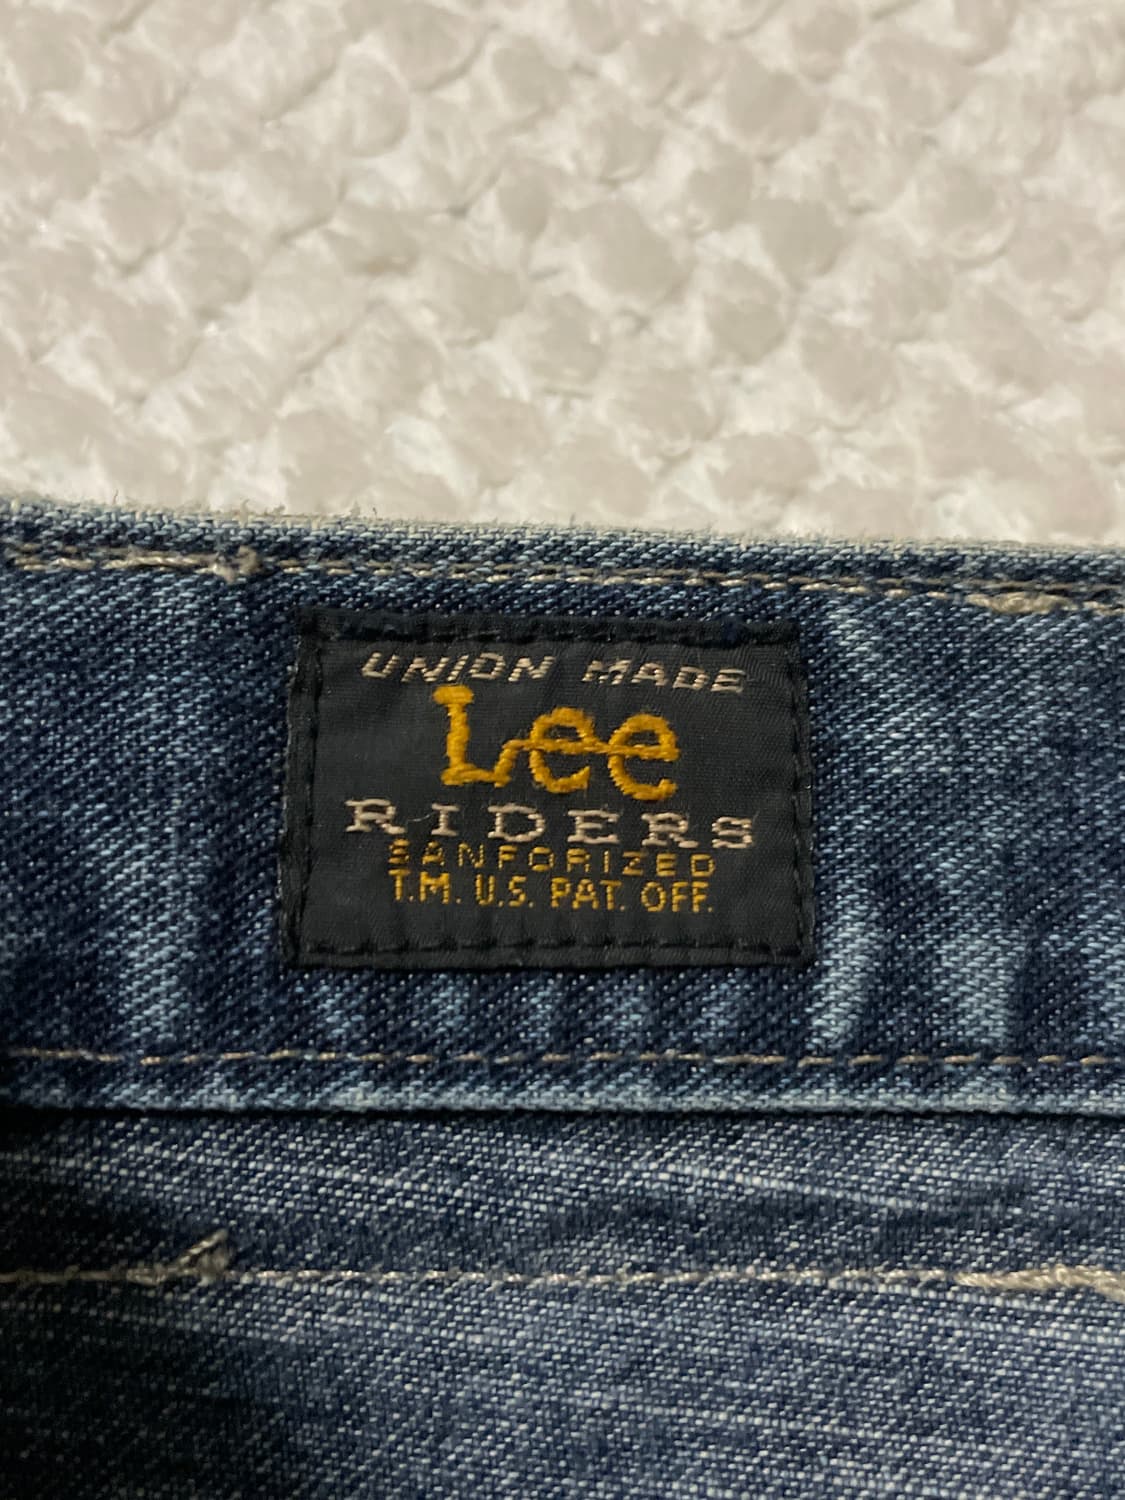 UNION MADE
Lee
RIDERS
SANFORIZED
T.M. U.S. PAT. OFF.